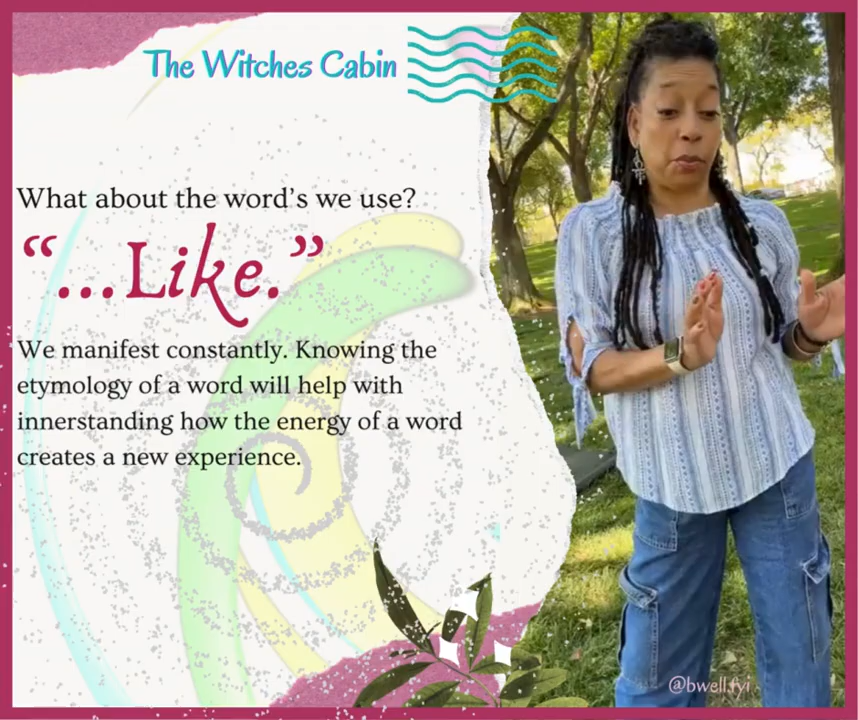 The Witches Cabin
What about the word's we use?
“...Like.”
We manifest constantly. Knowing the
etymology of a word will help with
innerstanding how the energy of a word
creates a new experience.
@bwell.fyi